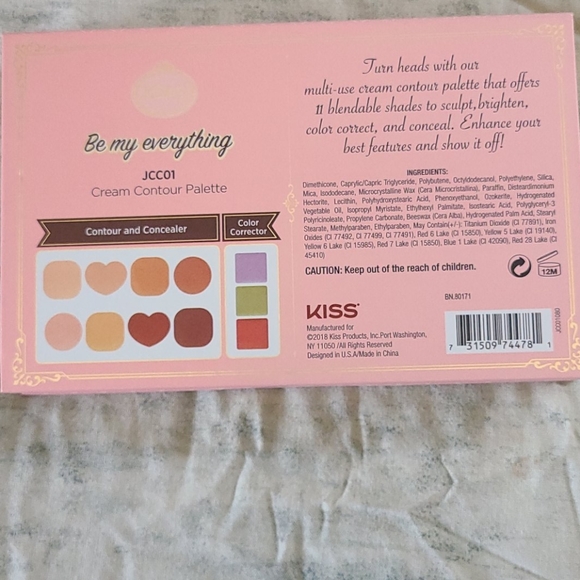 Be my everything
JCC01
Cream Contour Palette
Contour and Concealer
Color
Corrector
Turn heads with our
multi-use cream contour palette that offers
11 blendable shades to sculpt, brighten,
color correct, and conceal. Enhance your
best features and show it off!
INGREDIENTS:
Dimethicone, Caprylic/Capric Triglyceride, Polybutene, Octyldodecanol, Polyethylene, Silica,
Mica, Isododecane, Microcrystalline Wax (Cera Microcristallina), Paraffin, Disteardimonium
Hectorite, Lecithin, Polyhydroxystearic Acid, Phenoxyethanol, Ozokerite, Hydrogenated
Vegetable Oil, Isopropyl Myristate, Ethylhexyl Palmitate, Isostearic Acid, Polyglyceryl-3
Polyricinoleate, Propylene Carbonate, Beeswax (Cera Alba), Hydrogenated Palm Acid, Stearyl
Stearate, Methylparaben, Ethylparaben, May Contain(+/-): Titanium Dioxide (CI 77891), Iron
Oxides (CI 77492, CI 77499, CI 77491), Red 6 Lake (CI 15850), Yellow 5 Lake (CI 19140),
Yellow 6 Lake (CI 15985), Red 7 Lake (CI 15850), Blue 1 Lake (CI 42090), Red 28 Lake (CI
45410)
CAUTION: Keep out of the reach of children.
12M
BN.80171
KISS
Manufactured for
©2018 Kiss Products, Inc.Port Washington,
NY 11050 /All Rights Reserved
Designed in U.S.A/Made in China
7 31509 74478 1